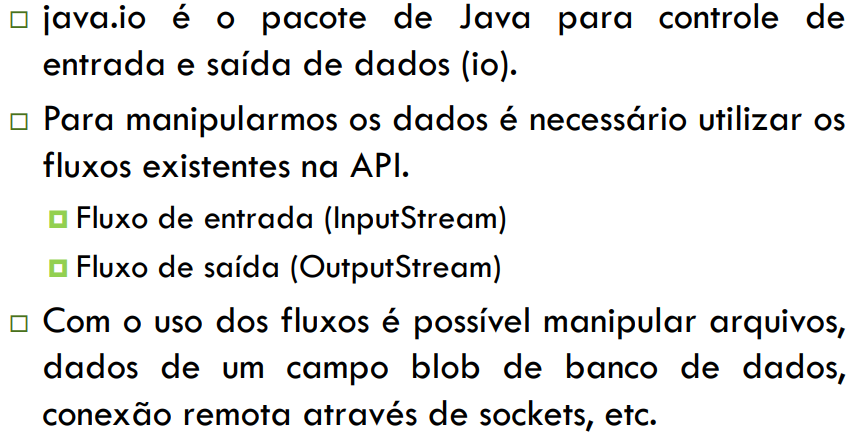 java.io é o pacote de Java para controle de
entrada e saída de dados (io).
Para manipularmos os dados é necessário utilizar os
fluxos existentes na API.
Fluxo de entrada (InputStream)
Fluxo de saída (OutputStream)
Com o uso dos fluxos é possível manipular arquivos,
dados de um campo blob de banco de dados,
conexão remota através de sockets, etc.